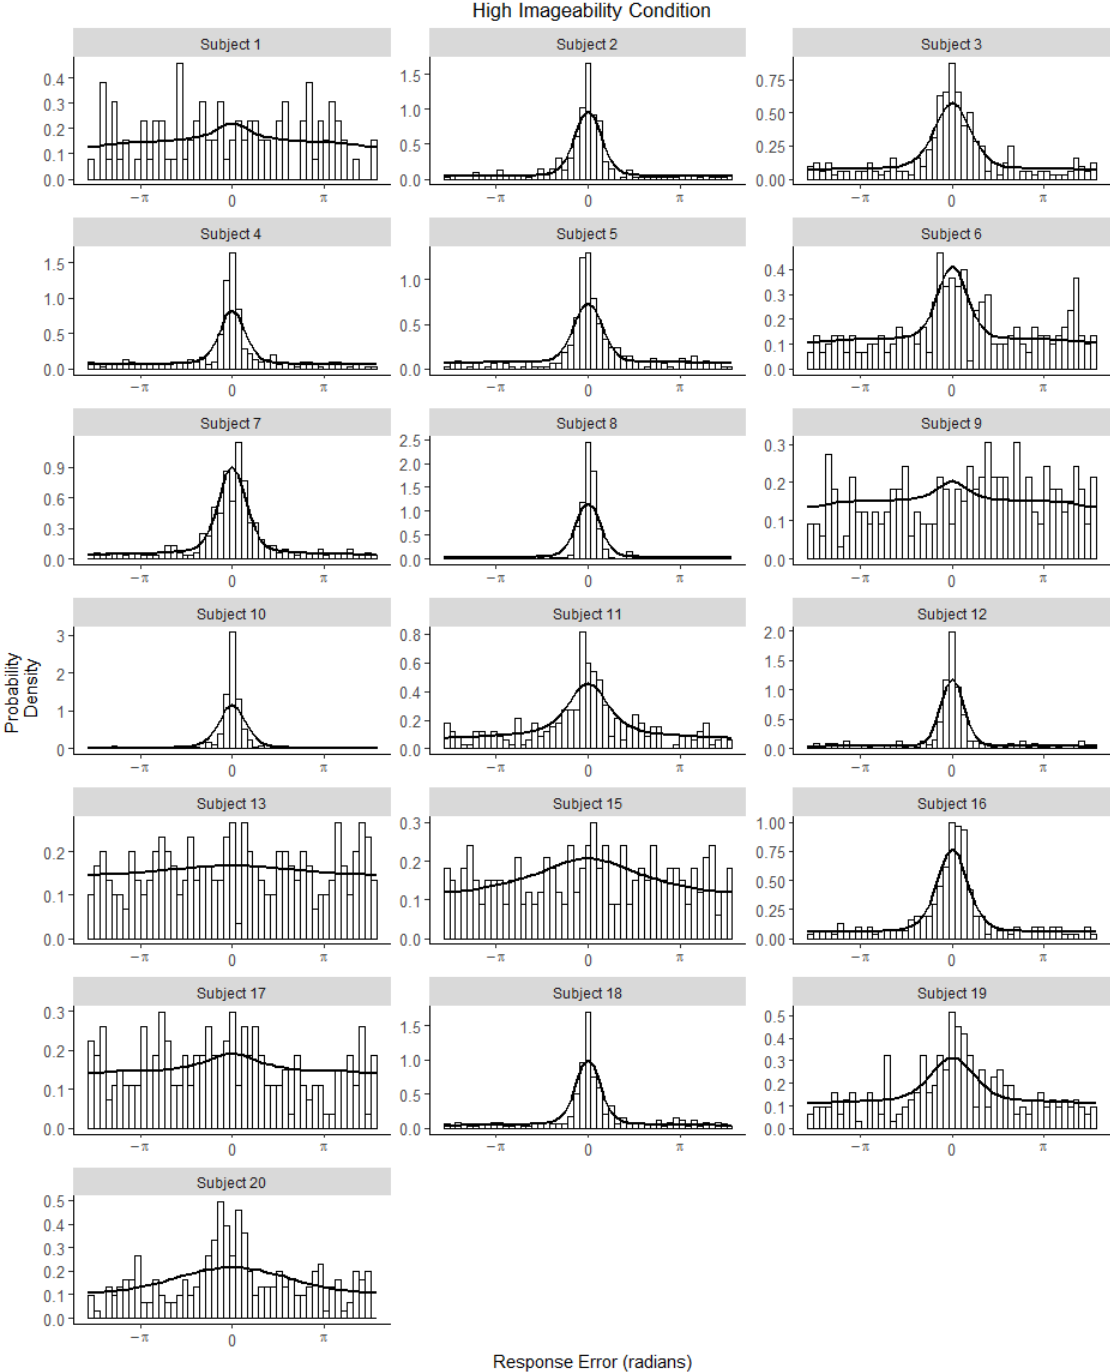 High Imageability Condition
Subject 1 Subject 2 Subject 3
0.4 0.3 0.2 0.1 0.0 1.5 1.0 0.5 0.0 0.75 0.50 0.25 0.00
−π 0 π −π 0 π −π 0 π
Subject 4 Subject 5 Subject 6
1.5 1.0 0.5 0.0 1.0 0.5 0.0 0.4 0.3 0.2 0.1 0.0
−π 0 π −π 0 π −π 0 π
Subject 7 Subject 8 Subject 9
0.9 0.6 0.3 0.0 2.5 2.0 1.5 1.0 0.5 0.0 0.3 0.2 0.1 0.0
−π 0 π −π 0 π −π 0 π
Subject 10 Subject 11 Subject 12
3 2 1 0 0.8 0.6 0.4 0.2 0.0 2.0 1.5 1.0 0.5 0.0
−π 0 π −π 0 π −π 0 π
Probability
Density
Subject 13 Subject 15 Subject 16
0.2 0.1 0.0 0.3 0.2 0.1 0.0 1.00 0.75 0.50 0.25 0.00
−π 0 π −π 0 π −π 0 π
Subject 17 Subject 18 Subject 19
0.3 0.2 0.1 0.0 1.5 1.0 0.5 0.0 0.5 0.4 0.3 0.2 0.1 0.0
−π 0 π −π 0 π −π 0 π
Subject 20
0.5 0.4 0.3 0.2 0.1 0.0
−π 0 π
Response Error (radians)